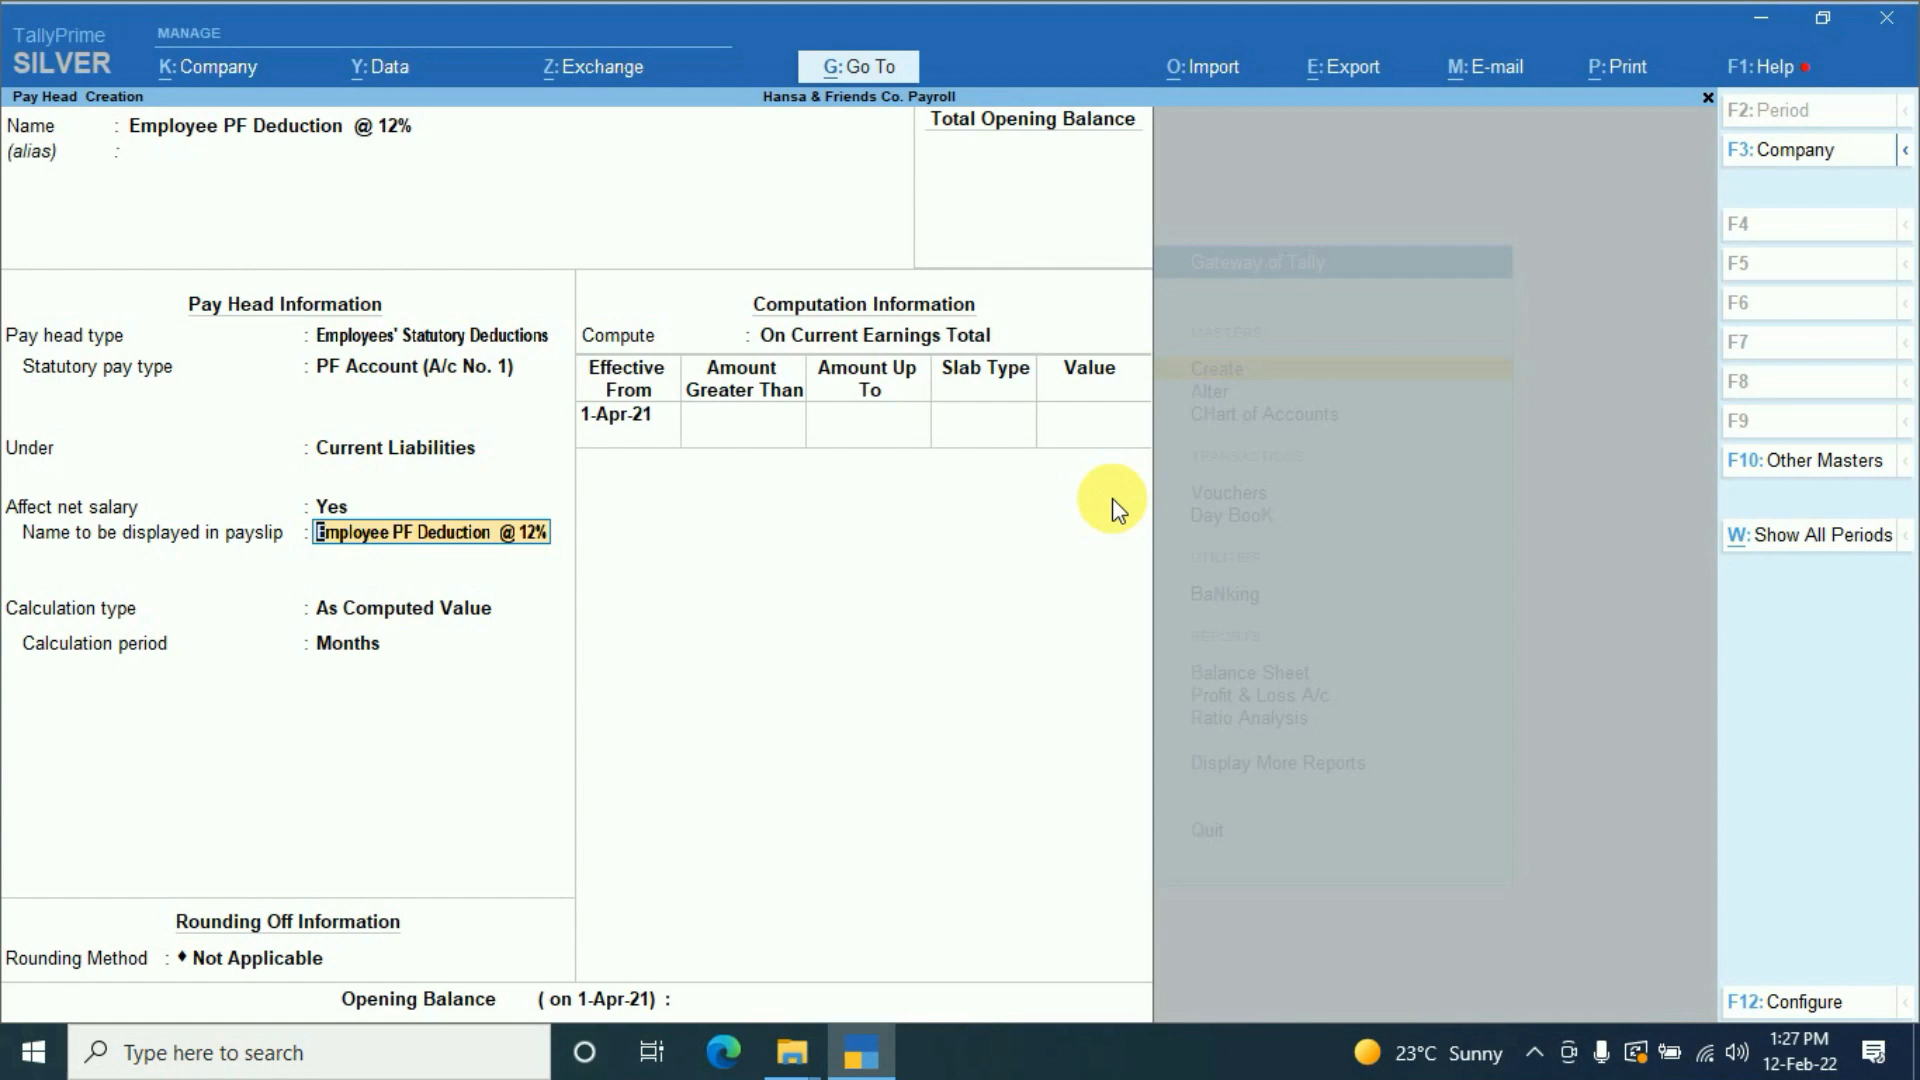 TallyPrime
SILVER
MANAGE
K: Company
Y: Data
Z: Exchange
G: Go To
O: Import
E: Export
M: E-mail
P: Print
F1: Help
Pay Head Creation
Hansa & Friends Co. Payroll
Name : Employee PF Deduction @ 12%
(alias) :
Total Opening Balance
Pay Head Information
Pay head type : Employees' Statutory Deductions
Statutory pay type : PF Account (A/c No. 1)
Under : Current Liabilities
Affect net salary : Yes
Name to be displayed in payslip : Employee PF Deduction @ 12%
Calculation type : As Computed Value
Calculation period : Months
Computation Information
Compute : On Current Earnings Total
Effective From
Amount Greater Than
Amount Up To
Slab Type
Value
1-Apr-21
Rounding Off Information
Rounding Method : ♦ Not Applicable
Opening Balance ( on 1-Apr-21) :
Gateway of Tally
MASTERS
Create
Alter
CHart of Accounts
TRANSACTIONS
Vouchers
Day BooK
UTILITIES
BaNking
REPORTS
Balance Sheet
Profit & Loss A/c
Ratio Analysis
Display More Reports
Quit
F2: Period
F3: Company
F4
F5
F6
F7
F8
F9
F10: Other Masters
W: Show All Periods
F12: Configure
Type here to search
23°C Sunny
1:27 PM
12-Feb-22